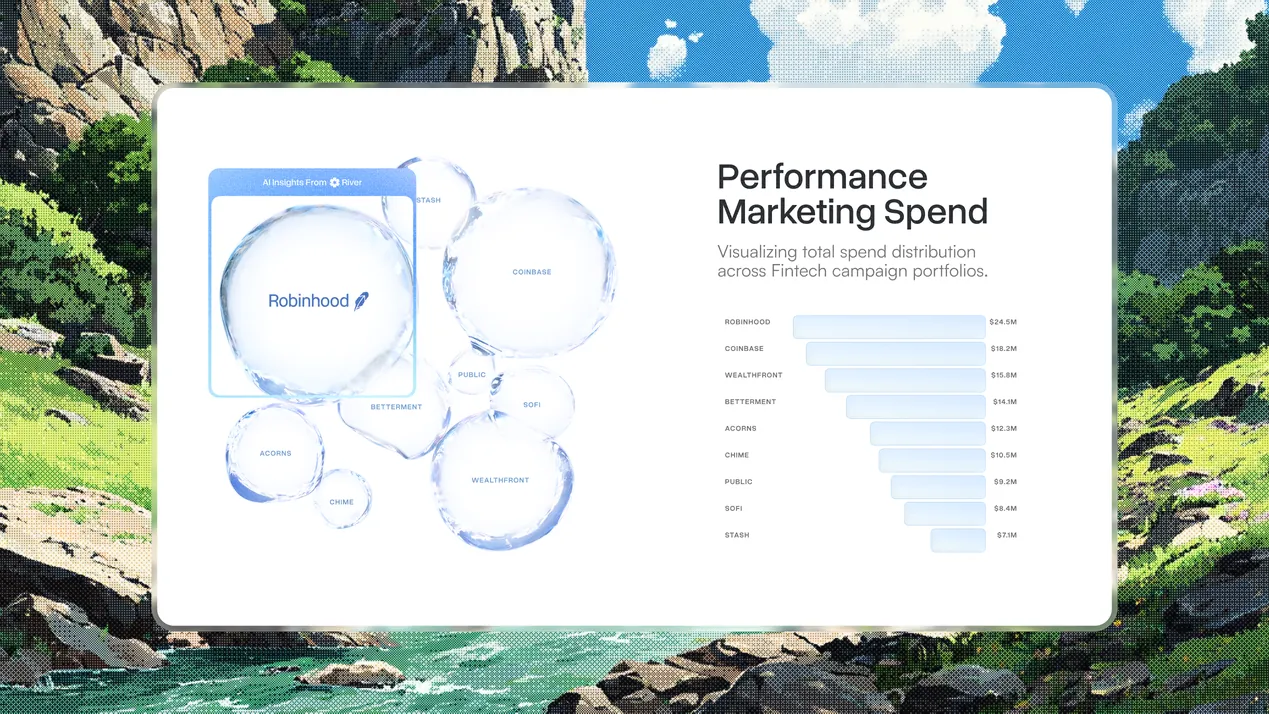 AI Insights From River
STASH
COINBASE
Robinhood
PUBLIC
BETTERMENT
SOFI
ACORNS
WEALTHFRONT
CHIME
Performance
Marketing Spend
Visualizing total spend distribution
across Fintech campaign portfolios.
ROBINHOOD $24.5M
COINBASE $18.2M
WEALTHFRONT $15.8M
BETTERMENT $14.1M
ACORNS $12.3M
CHIME $10.5M
PUBLIC $9.2M
SOFI $8.4M
STASH $7.1M